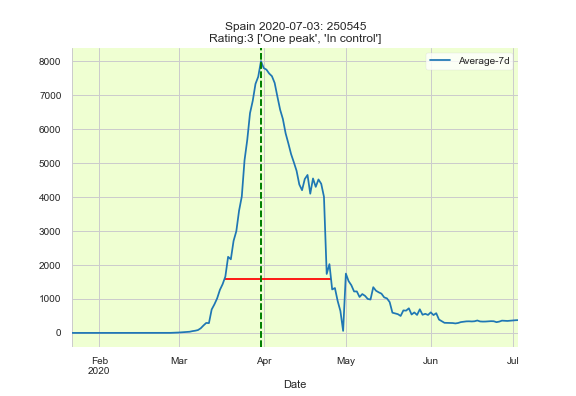 Spain 2020-07-03: 250545
Rating:3 ['One peak', 'In control']
Average-7d
8000
7000
6000
5000
4000
3000
2000
1000
0
Feb Mar Apr May Jun Jul
2020
Date